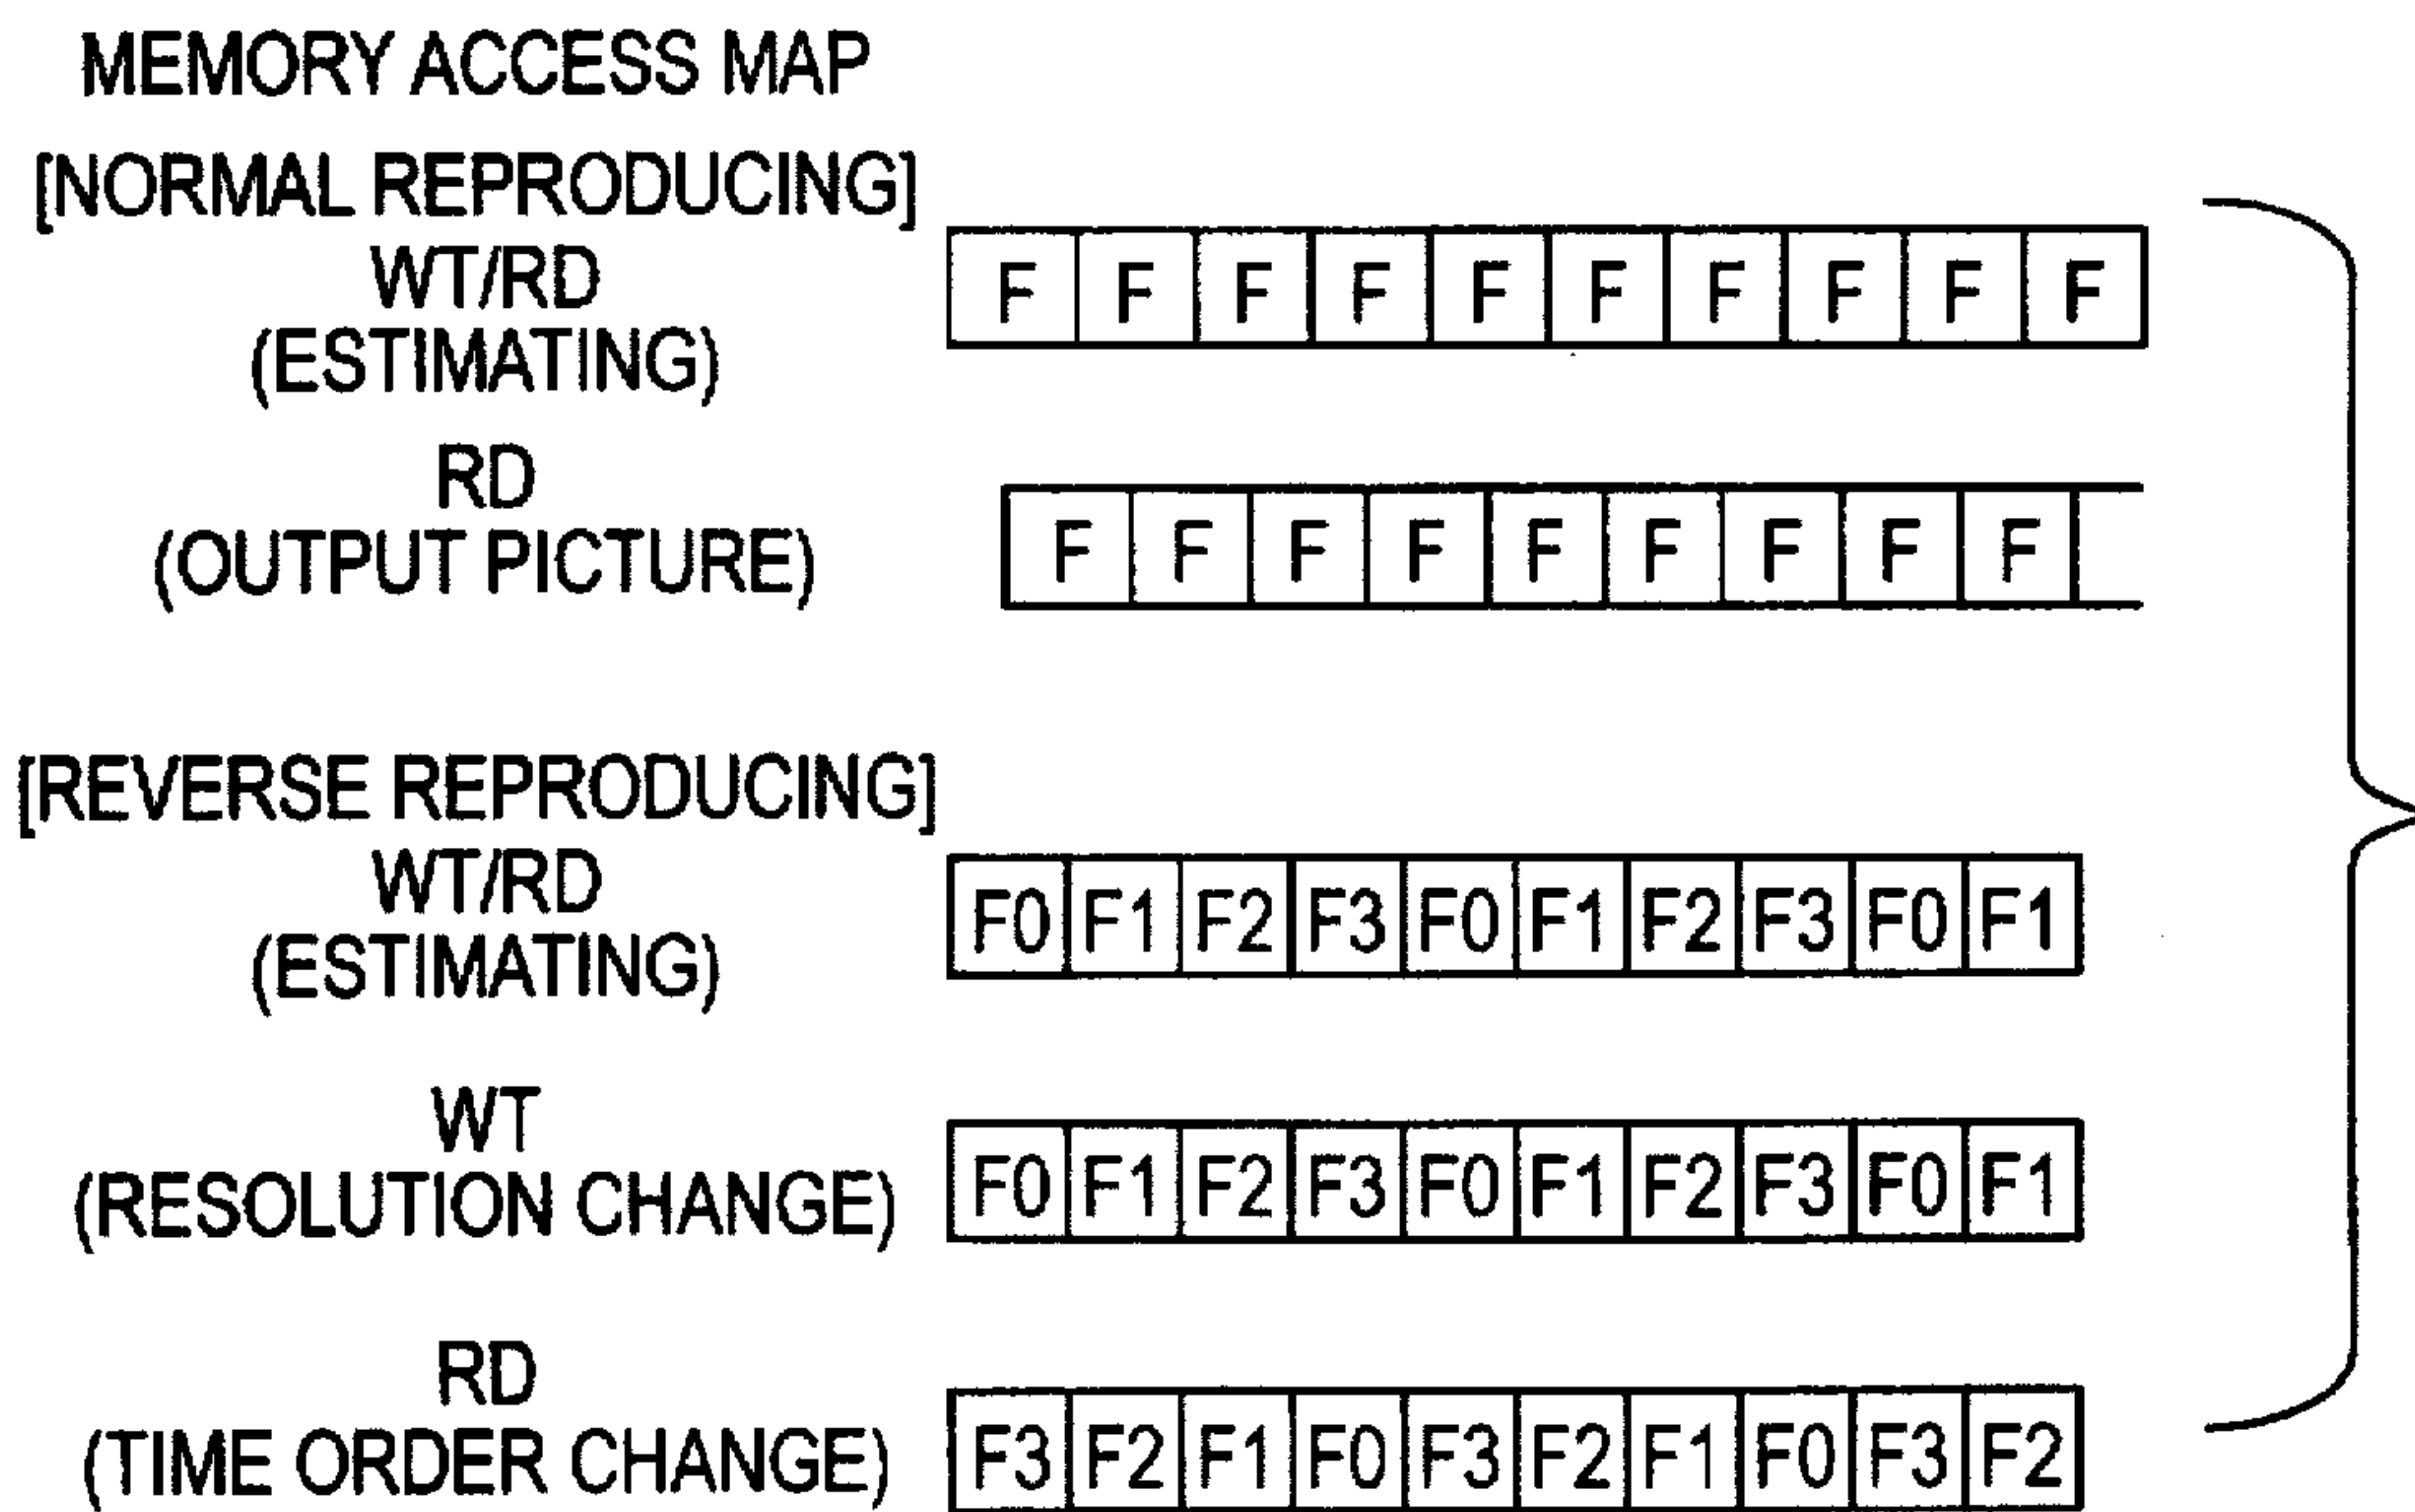 MEMORY ACCESS MAP
[NORMAL REPRODUCING]
WT/RD
(ESTIMATING)
F F F F F F F F F F
RD
(OUTPUT PICTURE)
F F F F F F F F F
[REVERSE REPRODUCING]
WT/RD
(ESTIMATING)
F0 F1 F2 F3 F0 F1 F2 F3 F0 F1
WT
(RESOLUTION CHANGE)
F0 F1 F2 F3 F0 F1 F2 F3 F0 F1
RD
(TIME ORDER CHANGE)
F3 F2 F1 F0 F3 F2 F1 F0 F3 F2